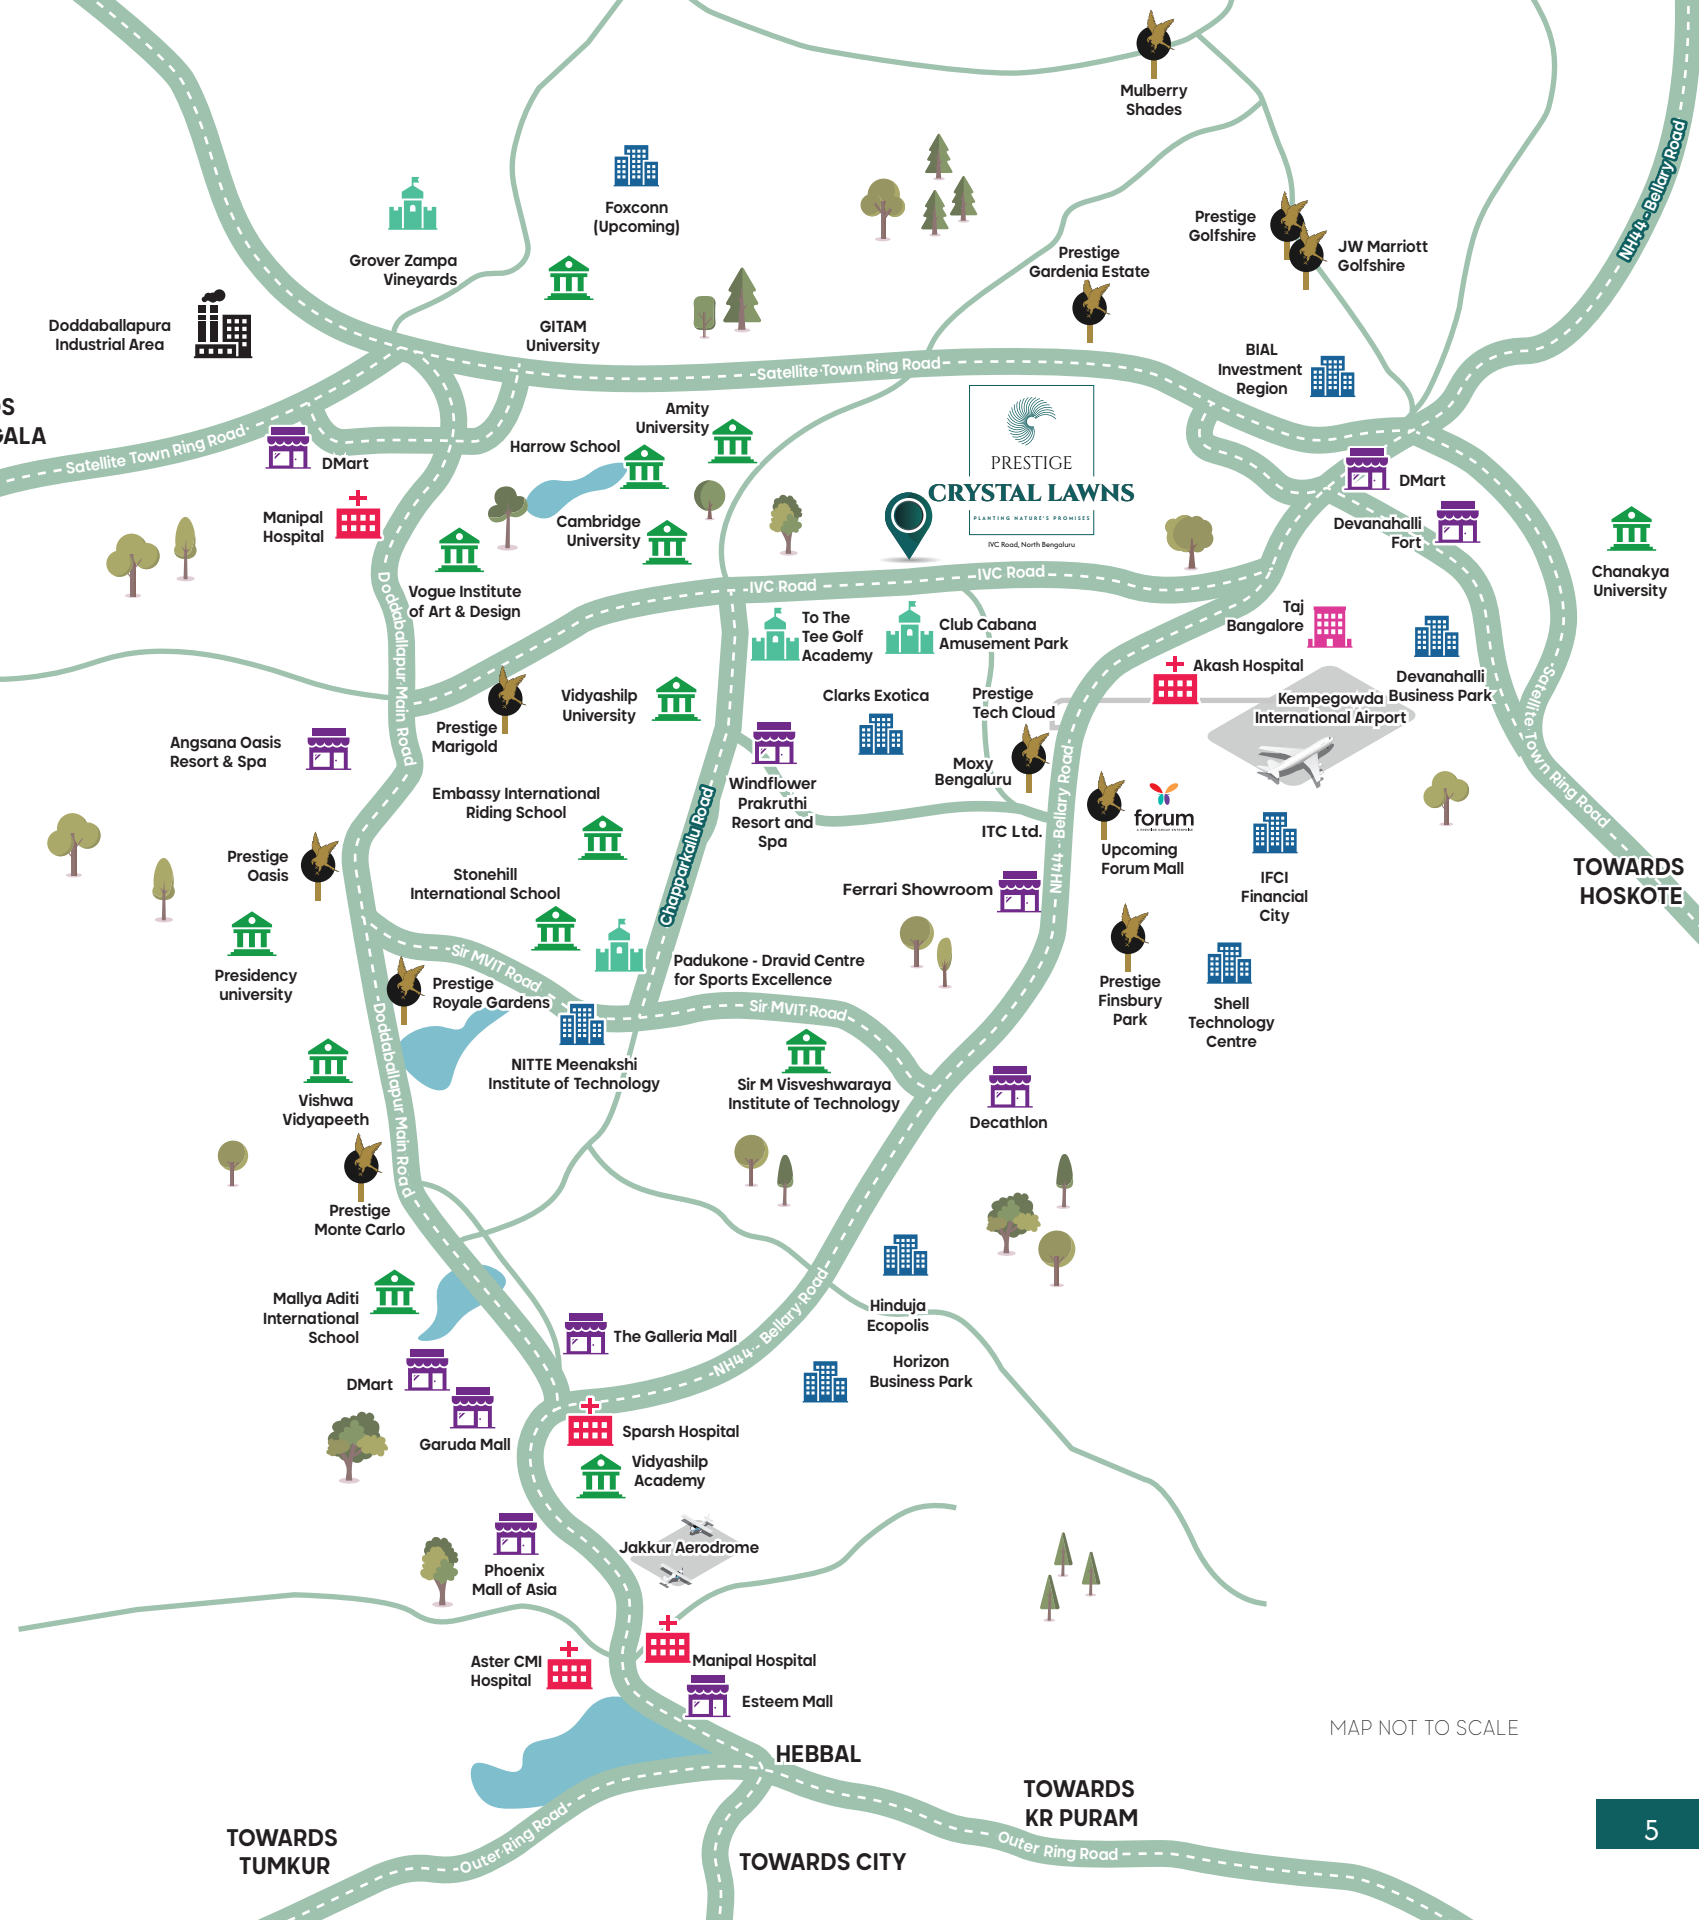 Mulberry
Shades
NH44 - Bellary Road
Foxconn
(Upcoming)
Grover Zampa
Vineyards
Prestige
Golfshire
JW Marriott
Golfshire
Prestige
Gardenia Estate
Doddaballapura
Industrial Area
GITAM
University
BIAL
Investment
Region
Satellite Town Ring Road
Satellite Town Ring Road
DMart
Harrow School
Amity
University
PRESTIGE
CRYSTAL LAWNS
PLANTING NATURE'S PROMISES
IVC Road, North Bengaluru
DMart
Devanahalli
Fort
Manipal
Hospital
Cambridge
University
Vogue Institute
of Art & Design
Chanakya
University
IVC Road
IVC Road
Doddaballapur Main Road
To The
Tee Golf
Academy
Club Cabana
Amusement Park
Taj
Bangalore
Akash Hospital
Devanahalli
Business Park
Kempegowda
International Airport
Satellite Town Ring Road
Prestige
Marigold
Vidyashilp
University
Clarks Exotica
Prestige
Tech Cloud
Moxy
Bengaluru
Angsana Oasis
Resort & Spa
Windflower
Prakruthi
Resort and
Spa
Embassy International
Riding School
Chapparkallu Road
NH44 - Bellary Road
ITC Ltd.
forum
Upcoming
Forum Mall
IFCI
Financial
City
TOWARDS
HOSKOTE
Prestige
Oasis
Stonehill
International School
Ferrari Showroom
Presidency
university
Sir MVIT Road
Padukone - Dravid Centre
for Sports Excellence
Prestige
Royale Gardens
Prestige
Finsbury
Park
Shell
Technology
Centre
Sir MVIT Road
Doddaballapur Main Road
NITTE Meenakshi
Institute of Technology
Sir M Visveshwaraya
Institute of Technology
Decathlon
Vishwa
Vidyapeeth
Prestige
Monte Carlo
Mallya Aditi
International
School
The Galleria Mall
NH44 - Bellary Road
Hinduja
Ecopolis
Horizon
Business Park
DMart
Garuda Mall
Sparsh Hospital
Vidyashilp
Academy
Phoenix
Mall of Asia
Jakkur Aerodrome
Aster CMI
Hospital
Manipal Hospital
Esteem Mall
HEBBAL
MAP NOT TO SCALE
TOWARDS
KR PURAM
Outer Ring Road
Outer Ring Road
TOWARDS
TUMKUR
TOWARDS CITY
5